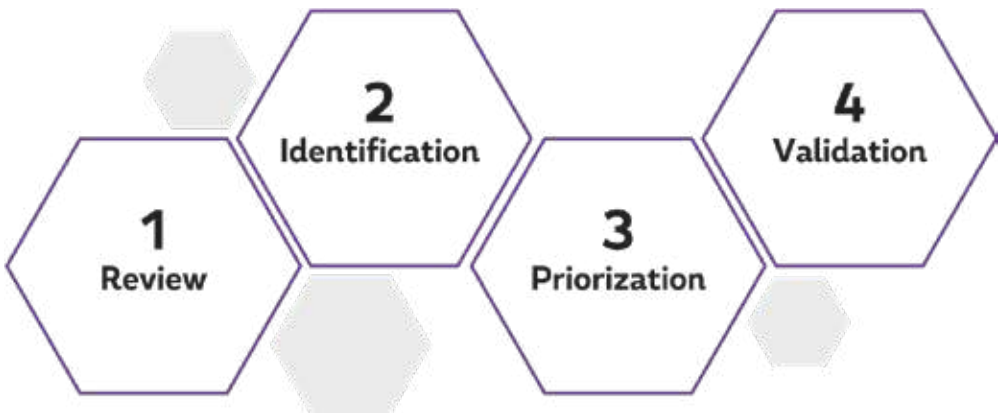 1
Review
2
Identification
3
Priorization
4
Validation